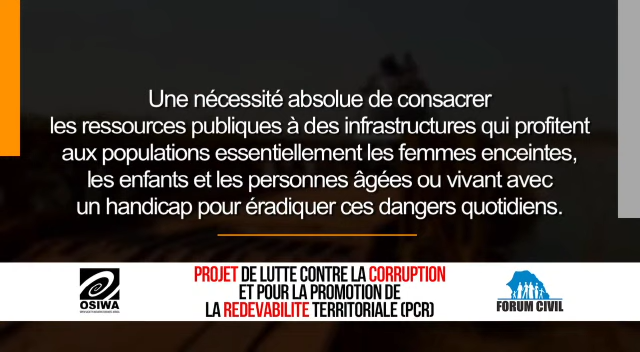 Une nécessité absolue de consacrer
les ressources publiques à des infrastructures qui profitent
aux populations essentiellement les femmes enceintes,
les enfants et les personnes âgées ou vivant avec
un handicap pour éradiquer ces dangers quotidiens.
PROJET DE LUTTE CONTRE LA CORRUPTION
ET POUR LA PROMOTION DE
LA REDEVABILITE TERRITORIALE (PCR)
OSIWA
FORUM CIVIL